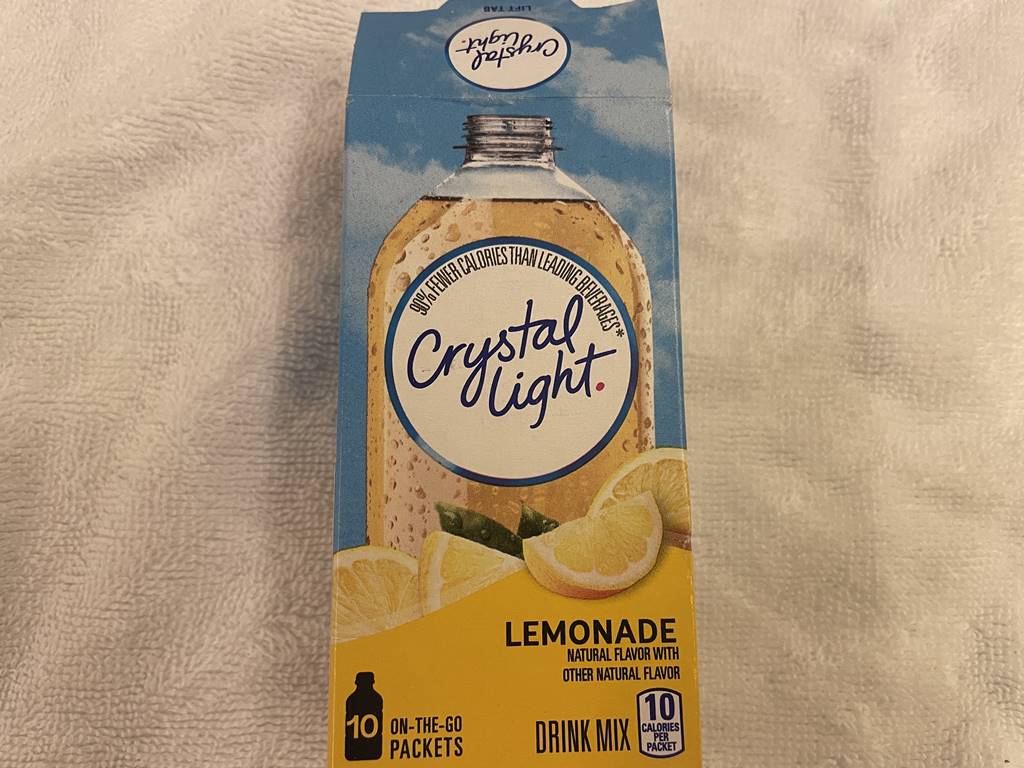 LIFT TAB
Crystal
light.
90% FEWER CALORIES THAN LEADING BEVERAGES*
Crystal
light.
LEMONADE
NATURAL FLAVOR WITH
OTHER NATURAL FLAVOR
10
ON-THE-GO
PACKETS
DRINK MIX
10
CALORIES
PER
PACKET